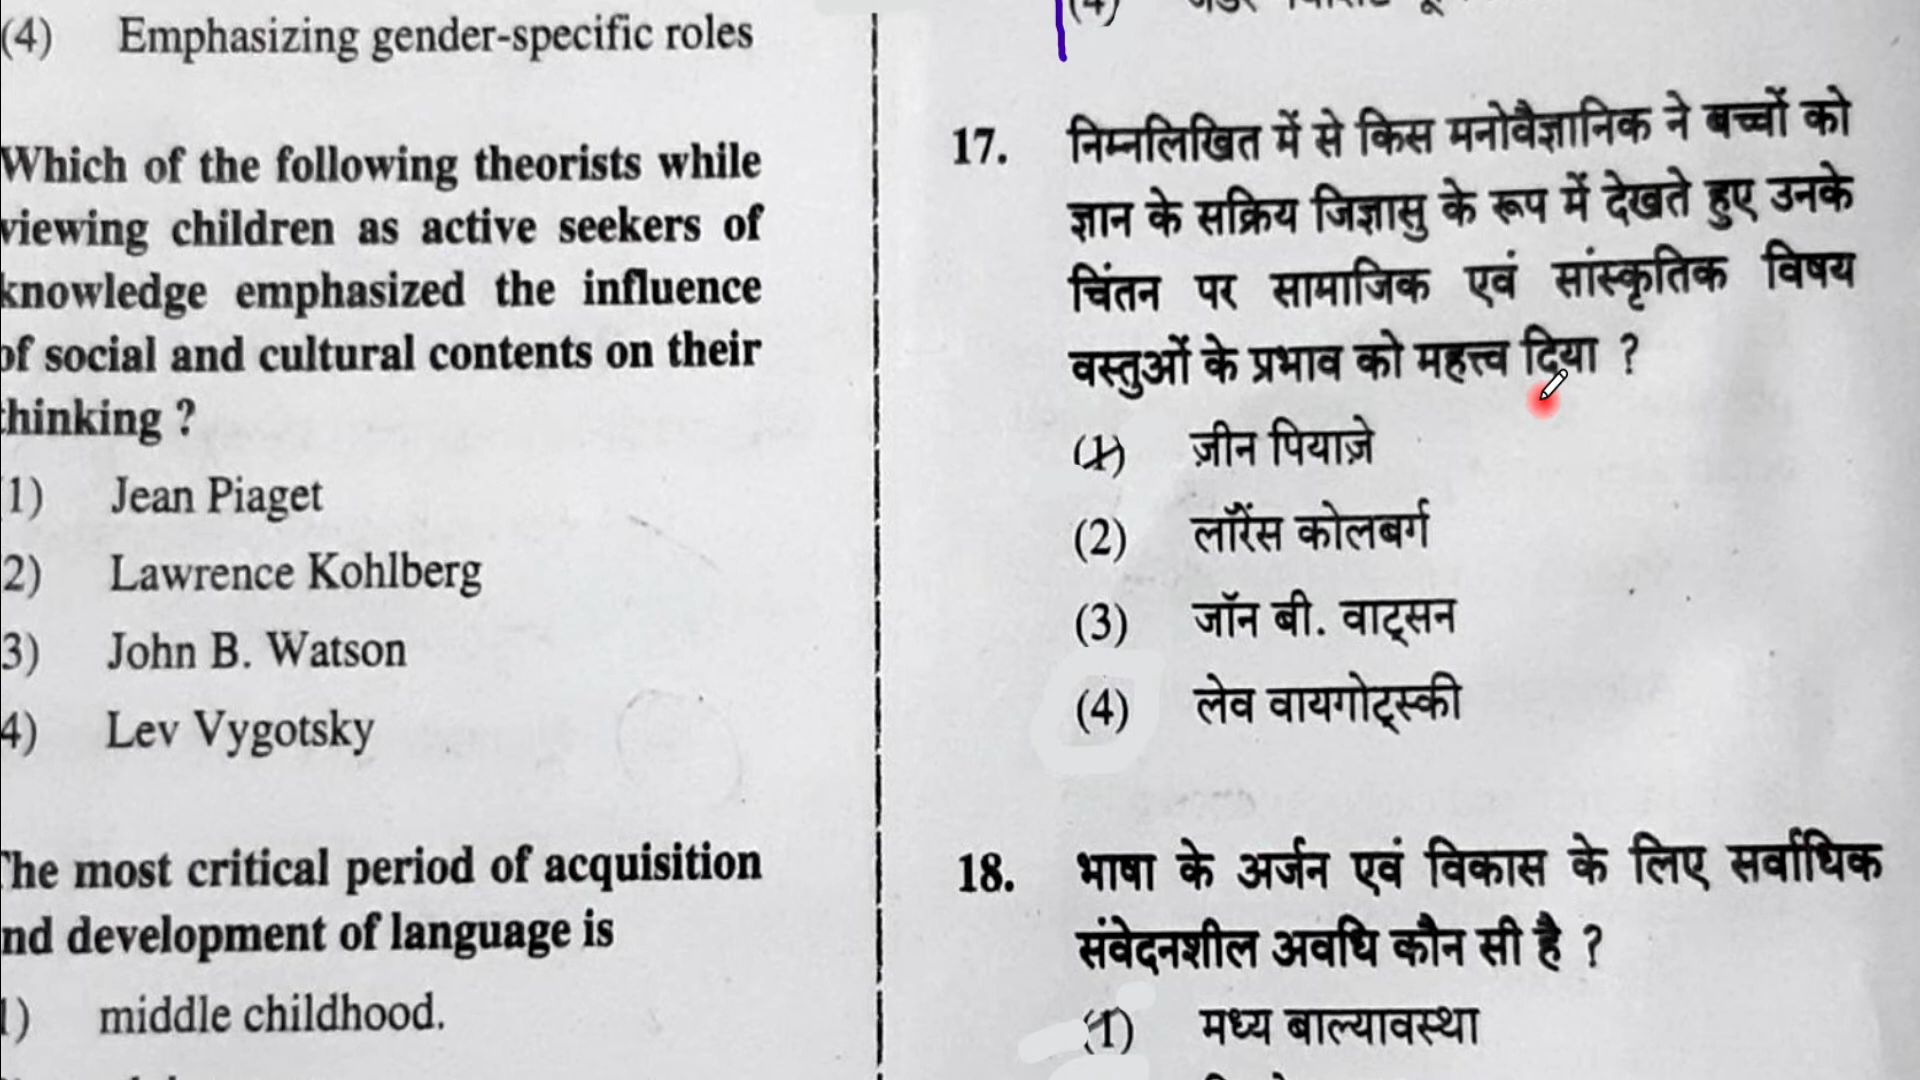 (4) Emphasizing gender-specific roles
Which of the following theorists while
viewing children as active seekers of
knowledge emphasized the influence
of social and cultural contents on their
thinking ?
1) Jean Piaget
2) Lawrence Kohlberg
3) John B. Watson
4) Lev Vygotsky
The most critical period of acquisition
nd development of language is
1) middle childhood.
(4)
17. निम्नलिखित में से किस मनोवैज्ञानिक ने बच्चों को
ज्ञान के सक्रिय जिज्ञासु के रूप में देखते हुए उनके
चिंतन पर सामाजिक एवं सांस्कृतिक विषय
वस्तुओं के प्रभाव को महत्त्व दिया ?
(1) ज़ीन पियाज़े
(2) लॉरेंस कोलबर्ग
(3) जॉन बी. वाट्सन
(4) लेव वायगोट्स्की
18. भाषा के अर्जन एवं विकास के लिए सर्वाधिक
संवेदनशील अवधि कौन सी है ?
(1) मध्य बाल्यावस्था